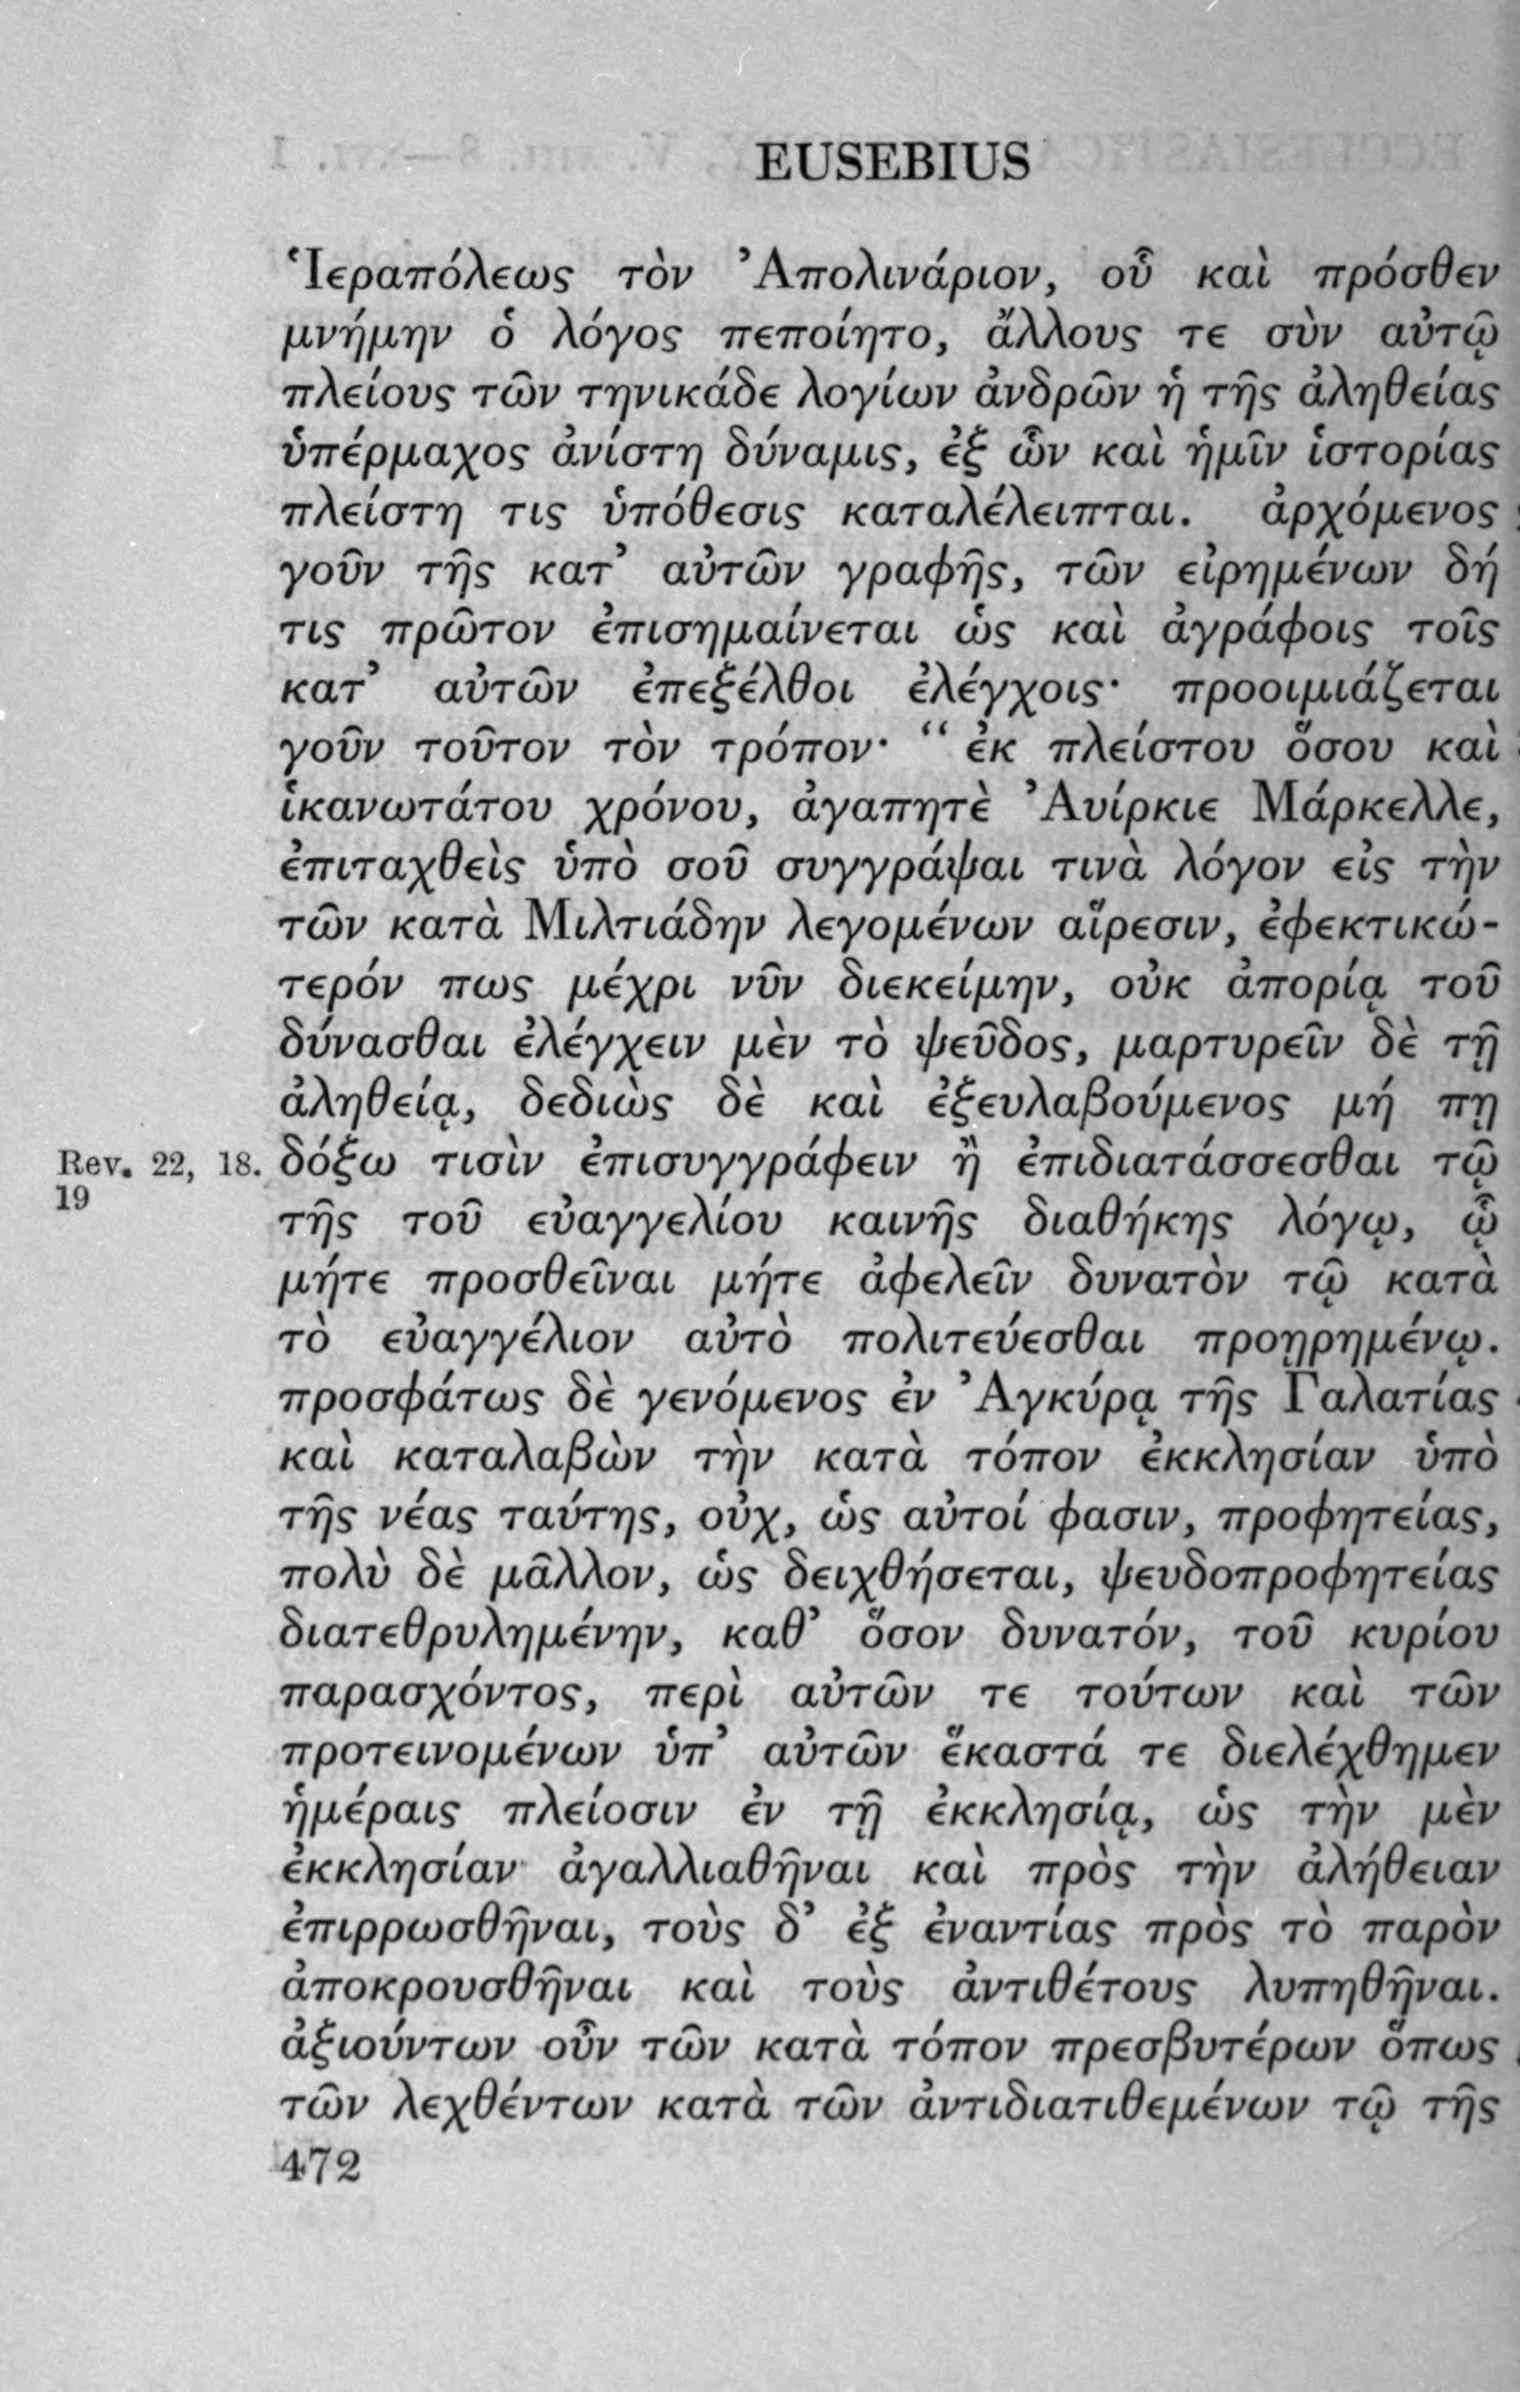 EUSEBIUS
Ἱεραπόλεως τὸν Ἀπολινάριον, οὗ καὶ πρόσθεν
μνήμην ὁ λόγος πεποίητο, ἄλλους τε σὺν αὐτῷ
πλείους τῶν τηνικάδε λογίων ἀνδρῶν ἡ τῆς ἀληθείας
ὑπέρμαχος ἀνίστη δύναμις, ἐξ ὧν καὶ ἡμῖν ἱστορίας
πλείστη τις ὑπόθεσις καταλέλειπται. ἀρχόμενος
γοῦν τῆς κατ’ αὐτῶν γραφῆς, τῶν εἰρημένων δή
τις πρῶτον ἐπισημαίνεται ὡς καὶ ἀγράφοις τοῖς
κατ’ αὐτῶν ἐπεξέλθοι ἐλέγχοις· προοιμιάζεται
γοῦν τοῦτον τὸν τρόπον· “ ἐκ πλείστου ὅσου καὶ
ἱκανωτάτου χρόνου, ἀγαπητὲ Ἀυίρκιε Μάρκελλε,
ἐπιταχθεὶς ὑπὸ σοῦ συγγράψαι τινὰ λόγον εἰς τὴν
τῶν κατὰ Μιλτιάδην λεγομένων αἵρεσιν, ἐφεκτικώ-
τερόν πως μέχρι νῦν διεκείμην, οὐκ ἀπορίᾳ τοῦ
δύνασθαι ἐλέγχειν μὲν τὸ ψεῦδος, μαρτυρεῖν δὲ τῇ
ἀληθείᾳ, δεδιὼς δὲ καὶ ἐξευλαβούμενος μή πῃ
Rev. 22, 18. δόξω τισὶν ἐπισυγγράφειν ἢ ἐπιδιατάσσεσθαι τῷ
19
τῆς τοῦ εὐαγγελίου καινῆς διαθήκης λόγῳ, ᾧ
μήτε προσθεῖναι μήτε ἀφελεῖν δυνατὸν τῷ κατὰ
τὸ εὐαγγέλιον αὐτὸ πολιτεύεσθαι προῃρημένῳ.
προσφάτως δὲ γενόμενος ἐν Ἀγκύρᾳ τῆς Γαλατίας
καὶ καταλαβὼν τὴν κατὰ τόπον ἐκκλησίαν ὑπὸ
τῆς νέας ταύτης, οὐχ, ὡς αὐτοί φασιν, προφητείας,
πολὺ δὲ μᾶλλον, ὡς δειχθήσεται, ψευδοπροφητείας
διατεθρυλημένην, καθ’ ὅσον δυνατόν, τοῦ κυρίου
παρασχόντος, περὶ αὐτῶν τε τούτων καὶ τῶν
προτεινομένων ὑπ’ αὐτῶν ἕκαστά τε διελέχθημεν
ἡμέραις πλείοσιν ἐν τῇ ἐκκλησίᾳ, ὡς τὴν μὲν
ἐκκλησίαν ἀγαλλιαθῆναι καὶ πρὸς τὴν ἀλήθειαν
ἐπιρρωσθῆναι, τοὺς δ’ ἐξ ἐναντίας πρὸς τὸ παρὸν
ἀποκρουσθῆναι καὶ τοὺς ἀντιθέτους λυπηθῆναι.
ἀξιούντων οὖν τῶν κατὰ τόπον πρεσβυτέρων ὅπως
τῶν λεχθέντων κατὰ τῶν ἀντιδιατιθεμένων τῷ τῆς
472